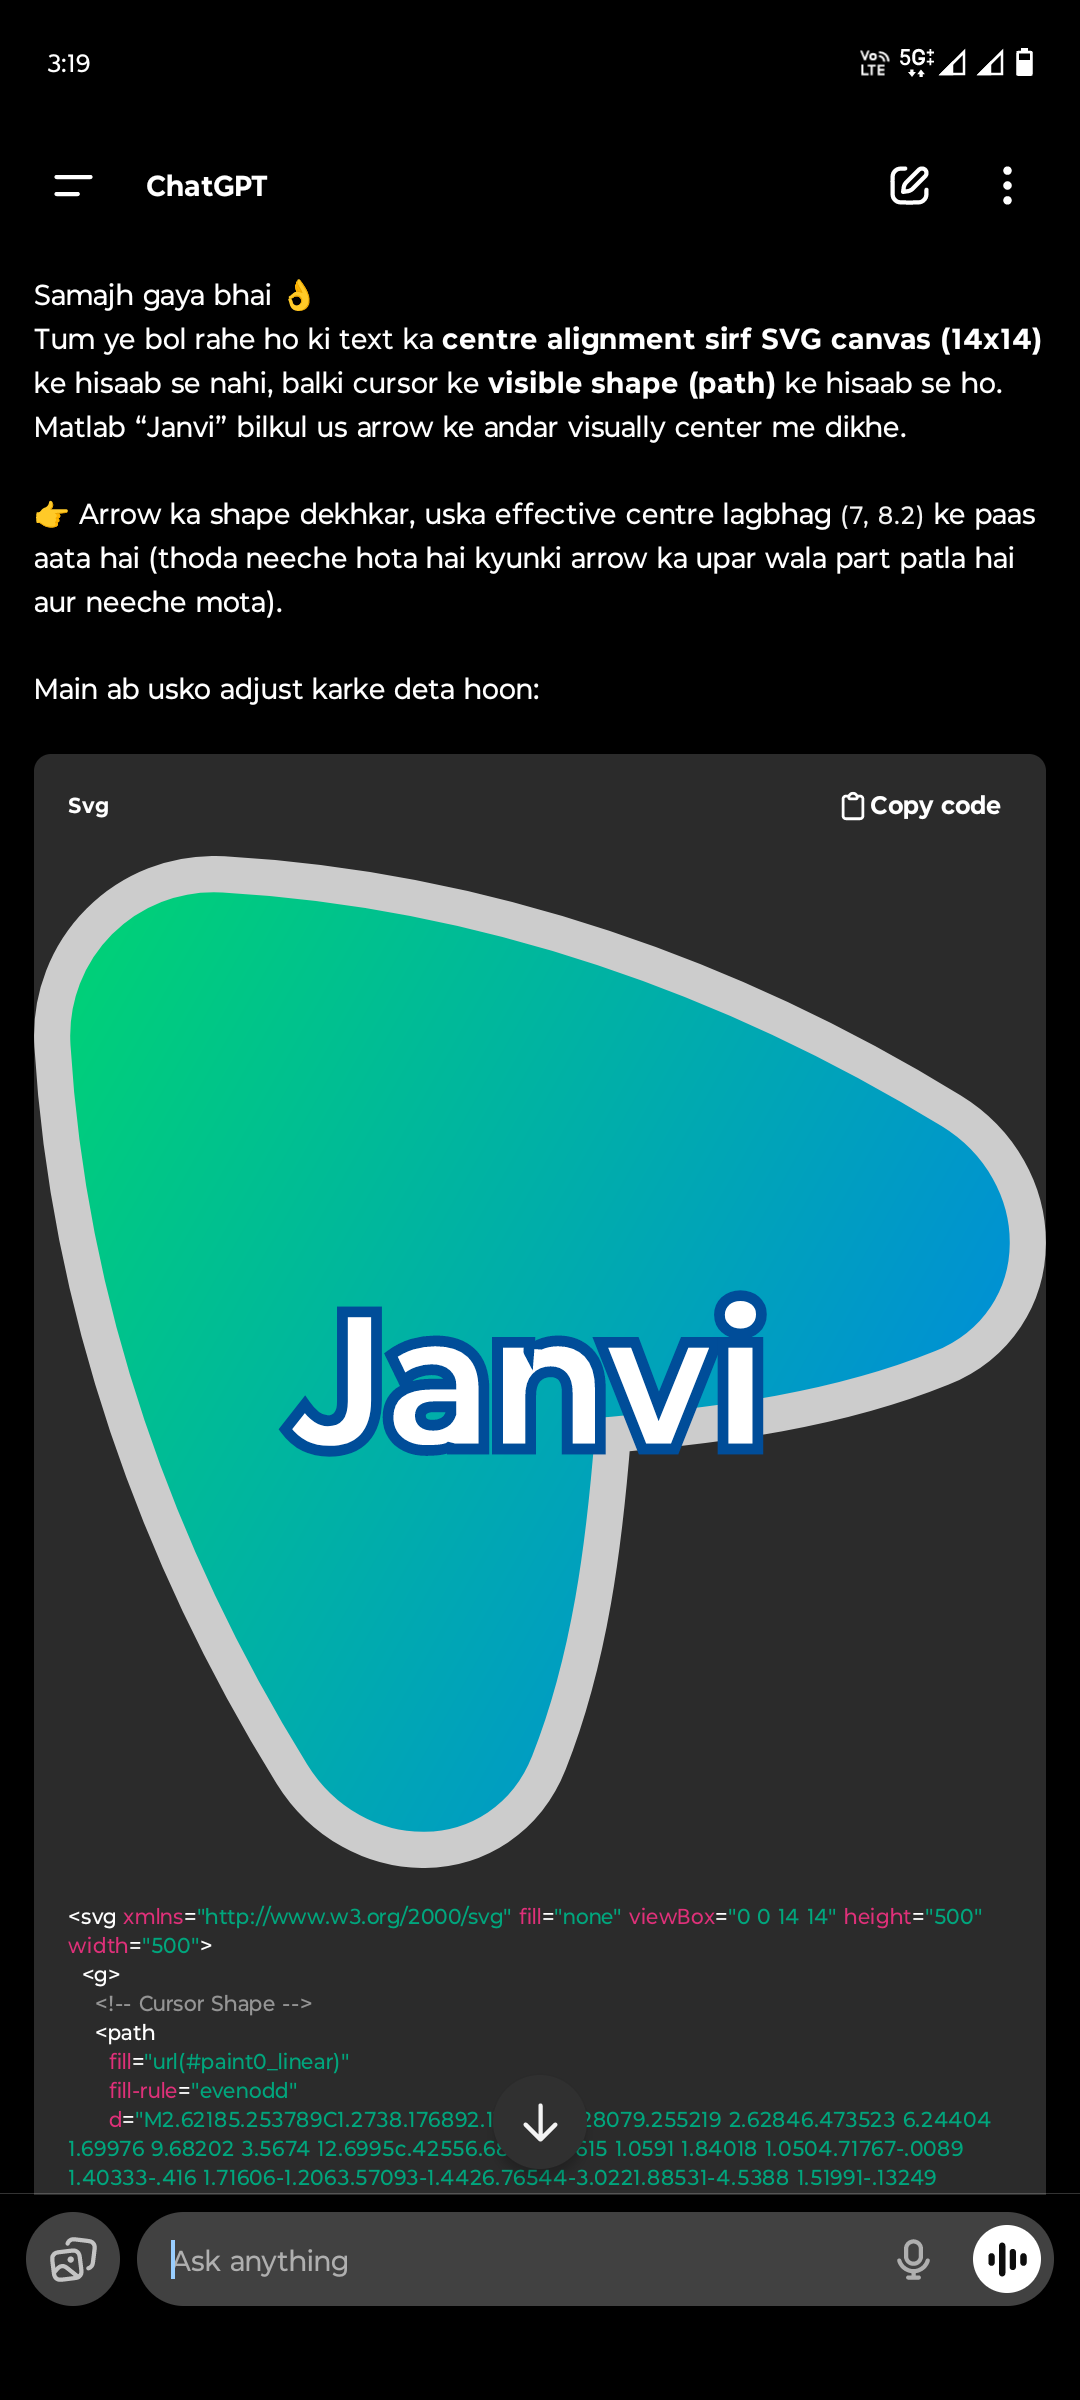 3:19
Vo LTE 5G
ChatGPT
Samajh gaya bhai 👌
Tum ye bol rahe ho ki text ka centre alignment sirf SVG canvas (14x14)
ke hisaab se nahi, balki cursor ke visible shape (path) ke hisaab se ho.
Matlab “Janvi” bilkul us arrow ke andar visually center me dikhe.
👉 Arrow ka shape dekhkar, uska effective centre lagbhag (7, 8.2) ke paas
aata hai (thoda neeche hota hai kyunki arrow ka upar wala part patla hai
aur neeche mota).
Main ab usko adjust karke deta hoon:
Svg
Copy code
Janvi
<svg xmlns="http://www.w3.org/2000/svg" fill="none" viewBox="0 0 14 14" height="500"
width="500">
<g>
<!-- Cursor Shape -->
<path
fill="url(#paint0_linear)"
fill-rule="evenodd"
d="M2.62185.253789C1.2738.176892.1 28079.255219 2.62846.473523 6.24404
1.69976 9.68202 3.5674 12.6995c.42556.68 615 1.0591 1.84018 1.0504.71767-.0089
1.40333-.416 1.71606-1.2063.57093-1.4426.76544-3.0221.88531-4.5388 1.51991-.13249
Ask anything